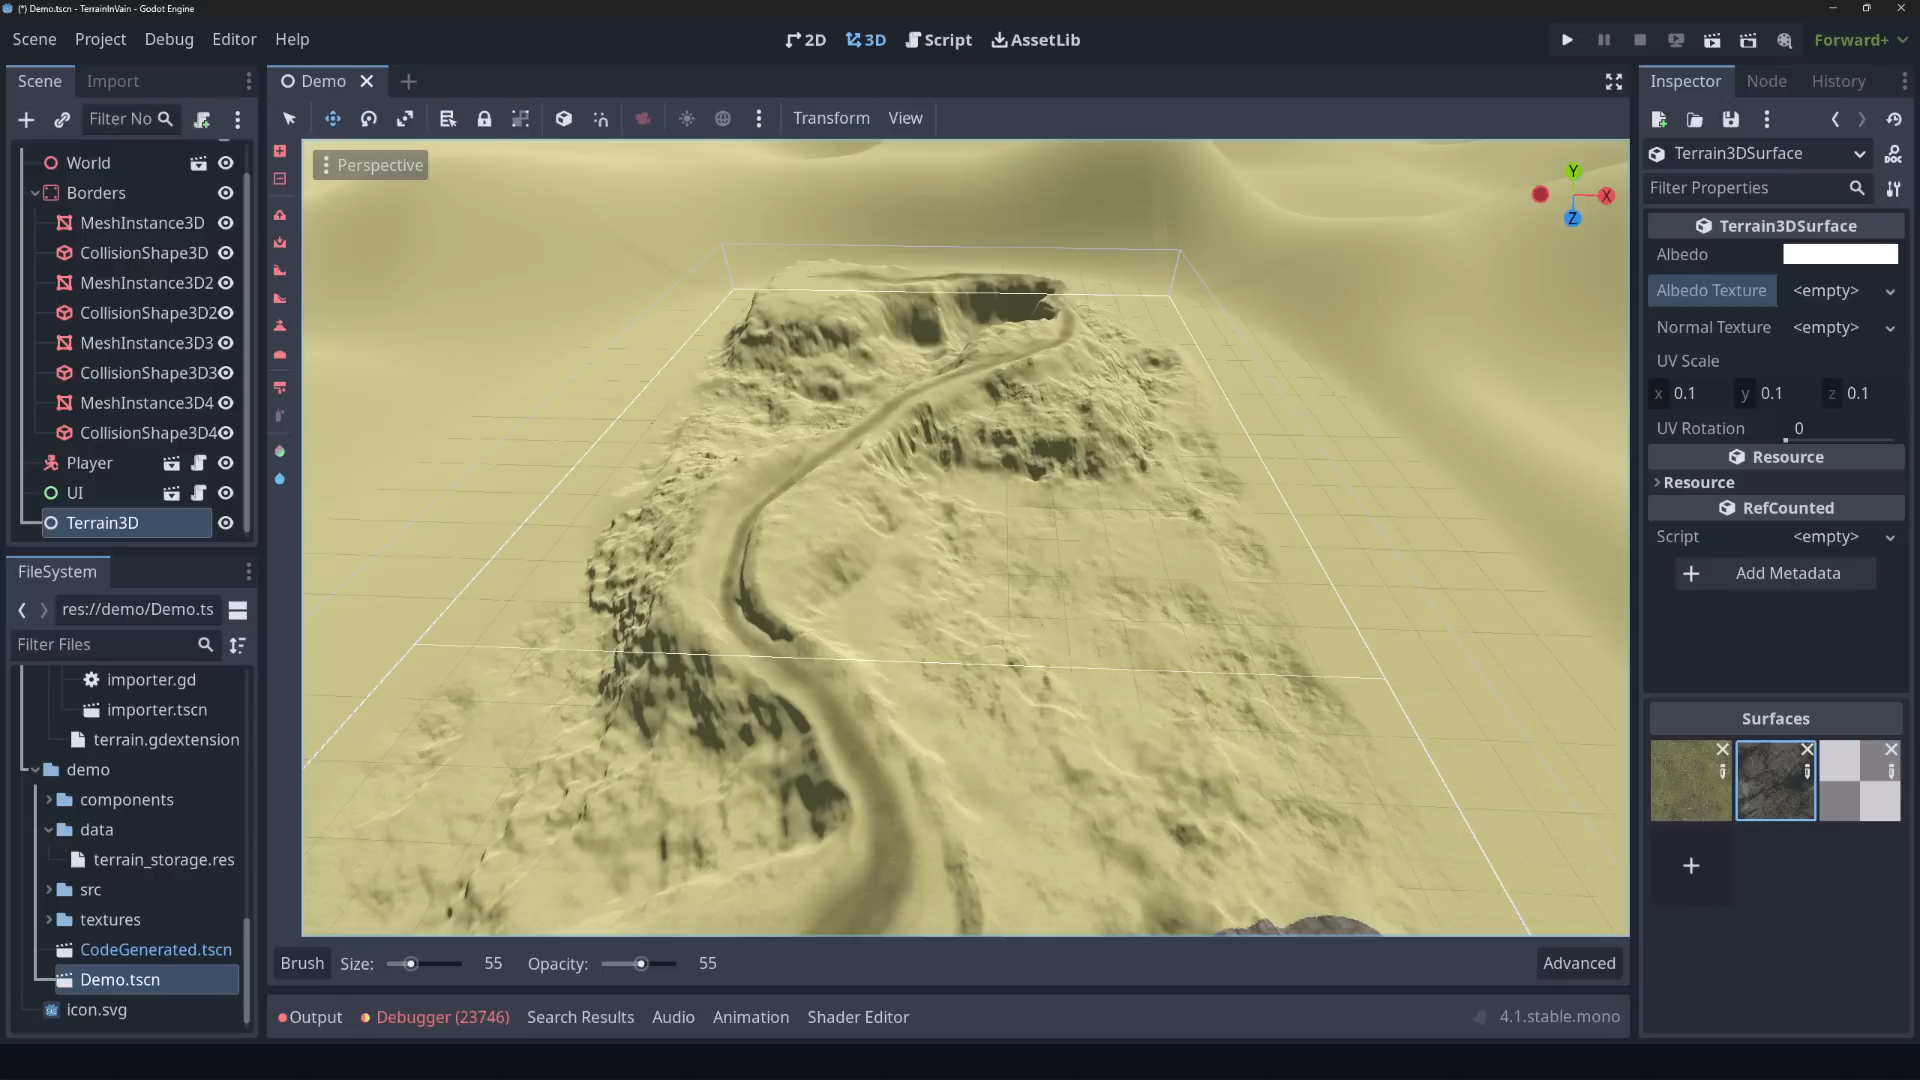 (*) Demo.tscn - TerrainInVain - Godot Engine
Scene Project Debug Editor Help
2D 3D Script AssetLib
Forward+
Scene Import
Filter No
World
Borders
MeshInstance3D
CollisionShape3D
MeshInstance3D2
CollisionShape3D2
MeshInstance3D3
CollisionShape3D3
MeshInstance3D4
CollisionShape3D4
Player
UI
Terrain3D
FileSystem
res://demo/Demo.ts
Filter Files
importer.gd
importer.tscn
terrain.gdextension
demo
components
data
terrain_storage.res
src
textures
CodeGenerated.tscn
Demo.tscn
icon.svg
Demo
Transform View
Perspective
Y
X
Z
Brush Size: 55 Opacity: 55 Advanced
Output Debugger (23746) Search Results Audio Animation Shader Editor 4.1.stable.mono
Inspector Node History
Terrain3DSurface
DOC
Filter Properties
Terrain3DSurface
Albedo
Albedo Texture <empty>
Normal Texture <empty>
UV Scale
x 0.1 y 0.1 z 0.1
UV Rotation 0
Resource
Resource
RefCounted
Script <empty>
Add Metadata
Surfaces